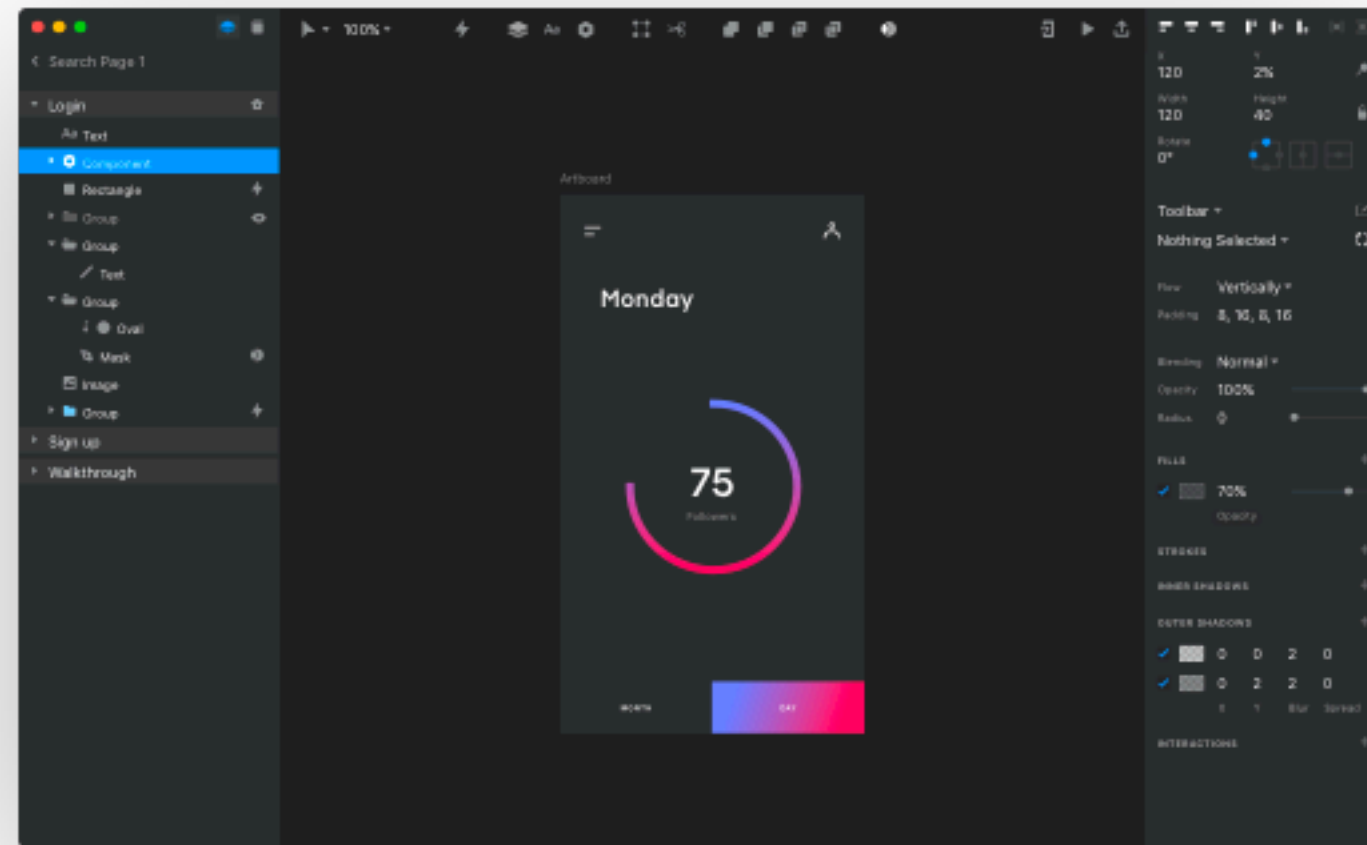 100%
Search Page 1
Login
Aa Text
Component
Rectangle
Group
Group
Text
Group
Oval
Mask
Image
Group
Sign up
Walkthrough
Aa
Artboard
Monday
75
Followers
MONTH
DAY
X Y
120 2%
Width Height
120 40
Rotate
0°
Toolbar
Nothing Selected
Flow Vertically
Padding 8, 16, 8, 16
Blending Normal
Opacity 100%
Radius 0
FILLS
70%
Opacity
STROKES
INNER SHADOWS
OUTER SHADOWS
0 0 2 0
0 2 2 0
X Y Blur Spread
INTERACTIONS